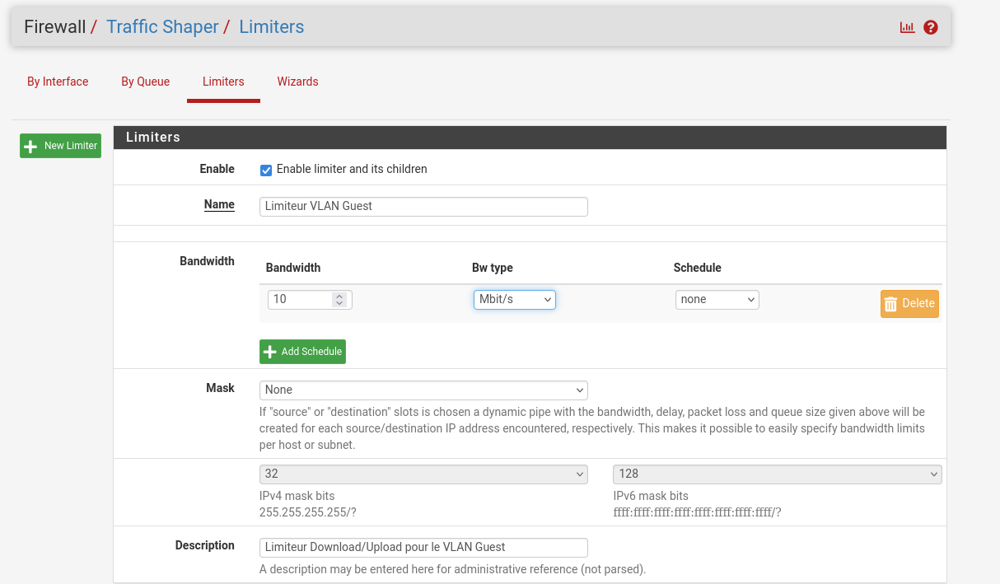 Firewall / Traffic Shaper / Limiters
By Interface By Queue Limiters Wizards
New Limiter
Limiters
Enable Enable limiter and its children
Name Limiteur VLAN Guest
Bandwidth
Bandwidth Bw type Schedule
10 Mbit/s none Delete
Add Schedule
Mask None
If "source" or "destination" slots is chosen a dynamic pipe with the bandwidth, delay, packet loss and queue size given above will be
created for each source/destination IP address encountered, respectively. This makes it possible to easily specify bandwidth limits
per host or subnet.
32 128
IPv4 mask bits IPv6 mask bits
255.255.255.255/? ffff:ffff:ffff:ffff:ffff:ffff:ffff:ffff/?
Description Limiteur Download/Upload pour le VLAN Guest
A description may be entered here for administrative reference (not parsed).